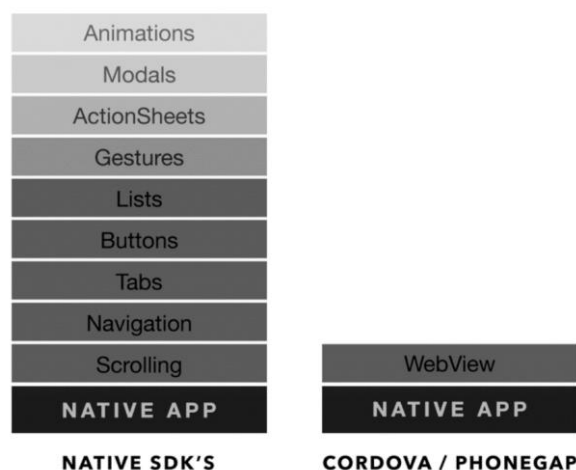 Animations
Modals
ActionSheets
Gestures
Lists
Buttons
Tabs
Navigation
Scrolling
NATIVE APP
NATIVE SDK'S
WebView
NATIVE APP
CORDOVA / PHONEGAP